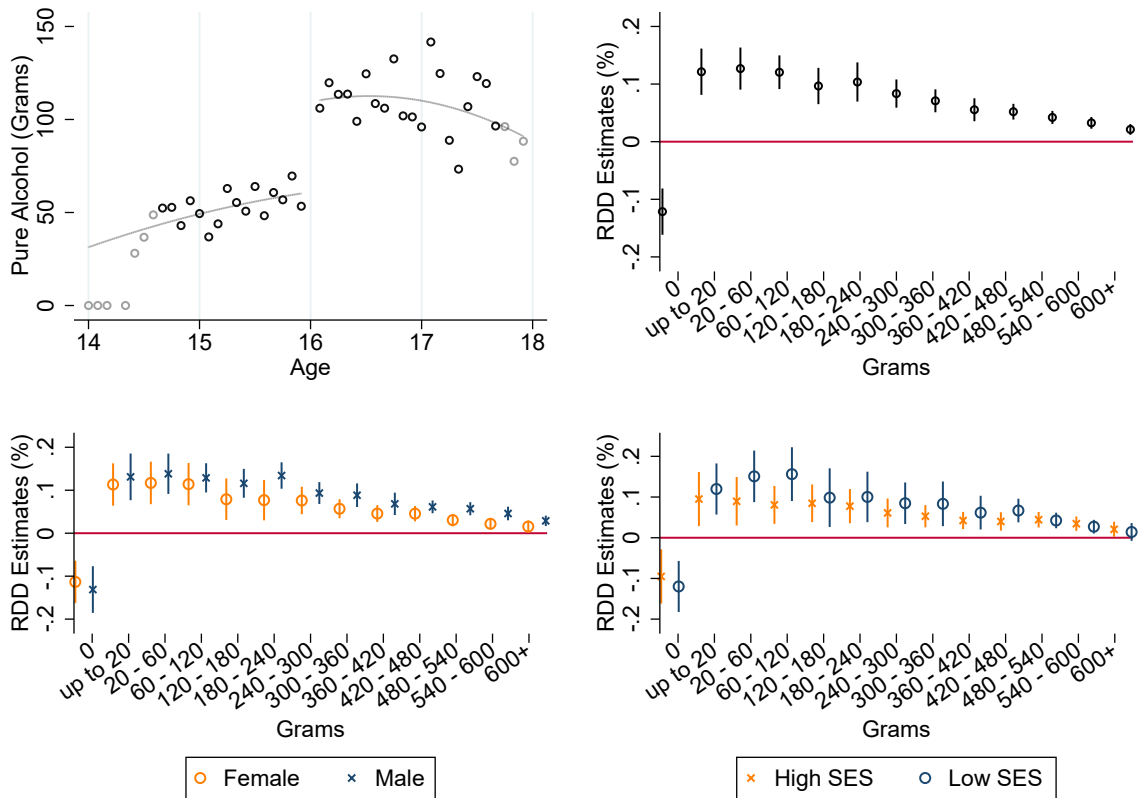 Pure Alcohol (Grams)
150
100
50
0
14 15 16 17 18
Age
RDD Estimates (%)
.2
.1
0
-.1
-.2
0
up to 20
20 - 60
60 - 120
120 - 180
180 - 240
240 - 300
300 - 360
360 - 420
420 - 480
480 - 540
540 - 600
600+
Grams
RDD Estimates (%)
.2
.1
0
-.1
-.2
0
up to 20
20 - 60
60 - 120
120 - 180
180 - 240
240 - 300
300 - 360
360 - 420
420 - 480
480 - 540
540 - 600
600+
Grams
Female Male
RDD Estimates (%)
.2
.1
0
-.1
-.2
0
up to 20
20 - 60
60 - 120
120 - 180
180 - 240
240 - 300
300 - 360
360 - 420
420 - 480
480 - 540
540 - 600
600+
Grams
High SES Low SES